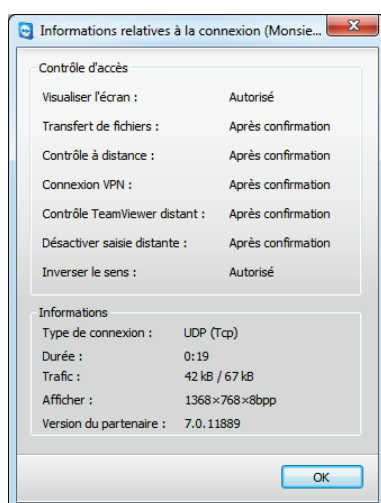 Informations relatives à la connexion (Monsie...
Contrôle d'accès
Visualiser l'écran : Autorisé
Transfert de fichiers : Après confirmation
Contrôle à distance : Après confirmation
Connexion VPN : Après confirmation
Contrôle TeamViewer distant : Après confirmation
Désactiver saisie distante : Après confirmation
Inverser le sens : Autorisé
Informations
Type de connexion : UDP (Tcp)
Durée : 0:19
Trafic : 42 kB / 67 kB
Afficher : 1368×768×8bpp
Version du partenaire : 7.0.11889
OK